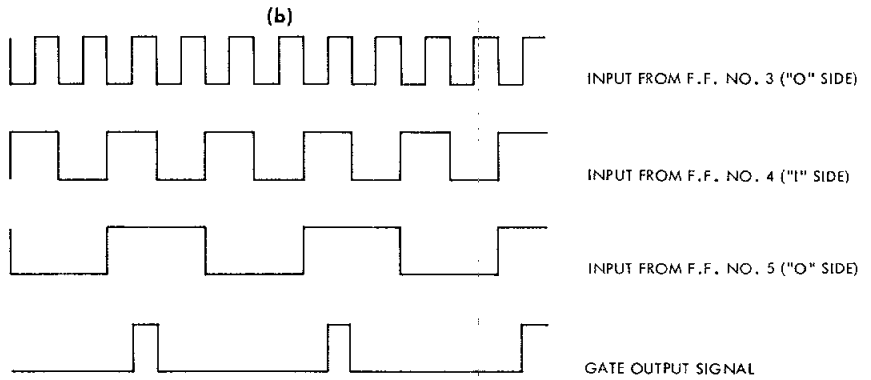 (b)
INPUT FROM F.F. NO. 3 ("O" SIDE)
INPUT FROM F.F. NO. 4 ("I" SIDE)
INPUT FROM F.F. NO. 5 ("O" SIDE)
GATE OUTPUT SIGNAL